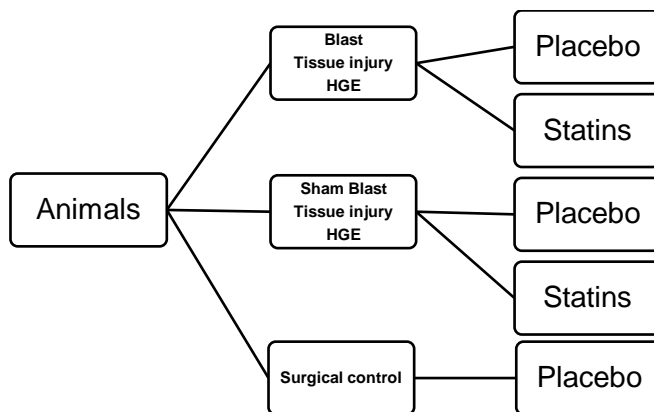 Animals
Blast
Tissue injury
HGE
Placebo
Statins
Sham Blast
Tissue injury
HGE
Placebo
Statins
Surgical control
Placebo